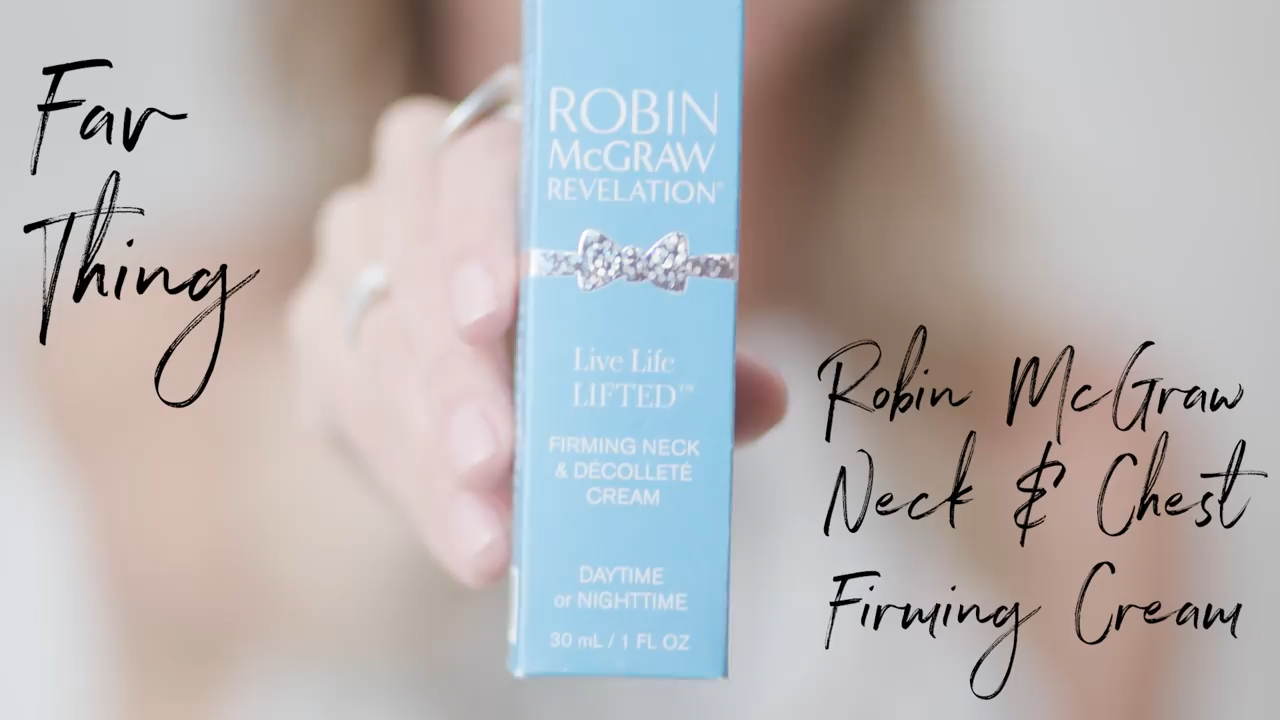 Far
Thing
ROBIN
McGRAW
REVELATION®
Live Life
LIFTED™
FIRMING NECK
& DÉCOLLETÉ
CREAM
DAYTIME
or NIGHTTIME
30 mL / 1 FL OZ
Robin McGraw
Neck & Chest
Firming Cream